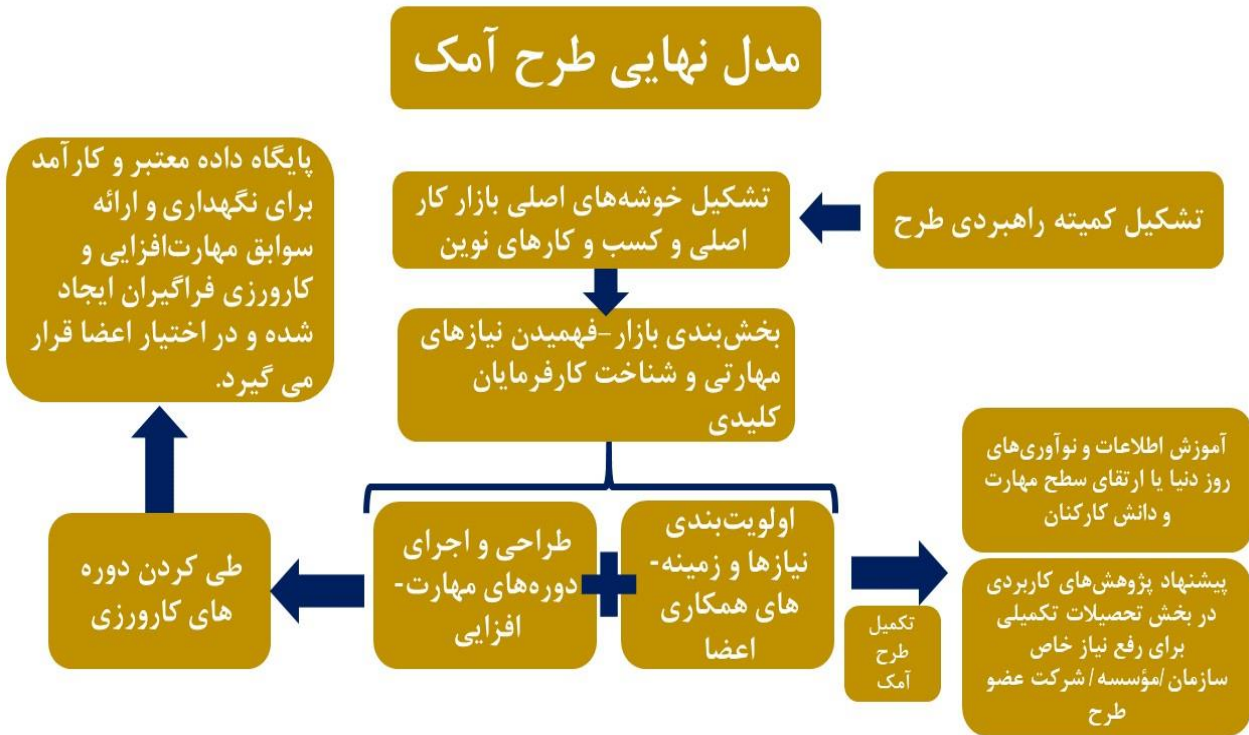 مدل نهایی طرح آمک
تشکیل کمیته راهبردی طرح
تشکیل خوشه‌های اصلی بازار کار
اصلی و کسب و کارهای نوین
بخش‌بندی بازار-فهمیدن نیازهای
مهارتی و شناخت کارفرمایان
کلیدی
اولویت‌بندی
نیازها و زمینه-
های همکاری
اعضا
طراحی و اجرای
دوره‌های مهارت-
افزایی
طی کردن دوره
های کارورزی
پایگاه داده معتبر و کارآمد
برای نگهداری و ارائه
سوابق مهارت‌افزایی و
کارورزی فراگیران ایجاد
شده و در اختیار اعضا قرار
می گیرد.
تکمیل
طرح
آمک
آموزش اطلاعات و نوآوری‌های
روز دنیا یا ارتقای سطح مهارت
و دانش کارکنان
پیشنهاد پژوهش‌های کاربردی
در بخش تحصیلات تکمیلی
برای رفع نیاز خاص
سازمان/مؤسسه/شرکت عضو
طرح